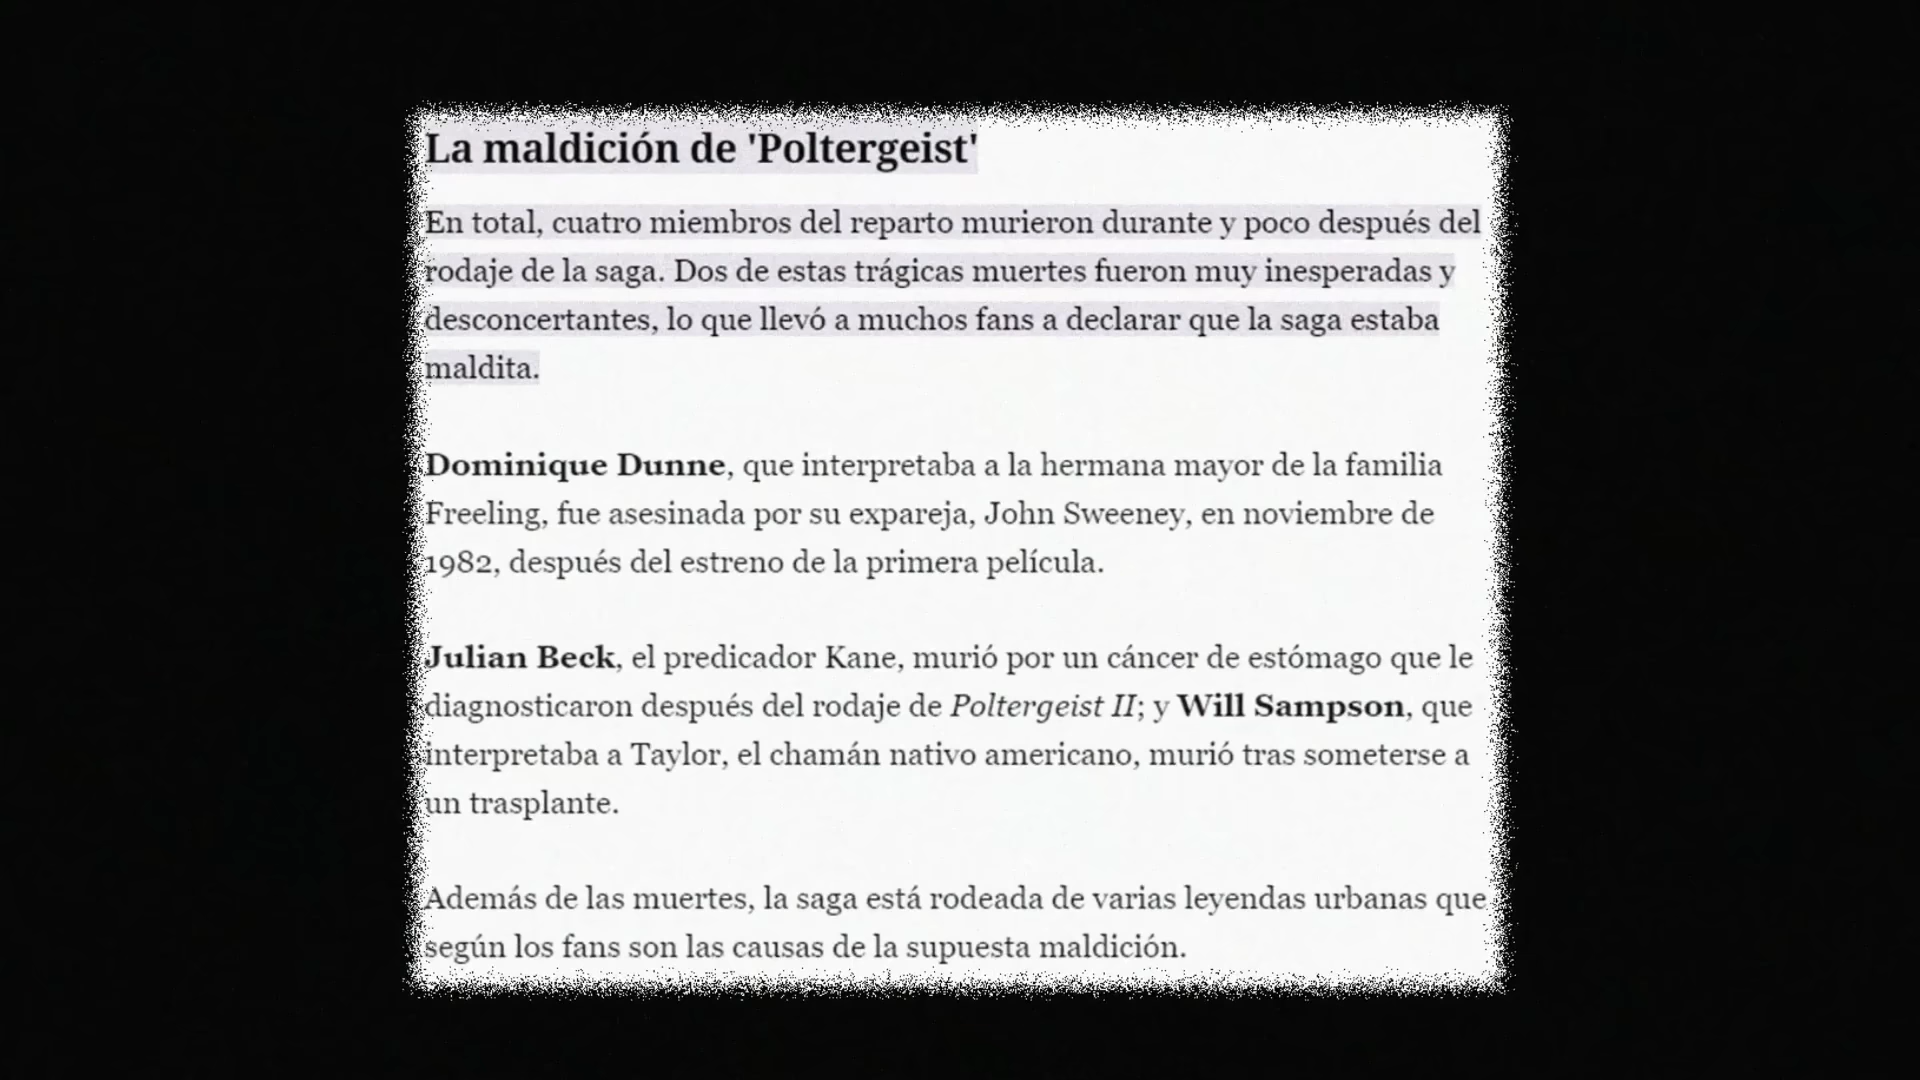 La maldición de 'Poltergeist'
En total, cuatro miembros del reparto murieron durante y poco después del
rodaje de la saga. Dos de estas trágicas muertes fueron muy inesperadas y
desconcertantes, lo que llevó a muchos fans a declarar que la saga estaba
maldita.
Dominique Dunne, que interpretaba a la hermana mayor de la familia
Freeling, fue asesinada por su expareja, John Sweeney, en noviembre de
1982, después del estreno de la primera película.
Julian Beck, el predicador Kane, murió por un cáncer de estómago que le
diagnosticaron después del rodaje de Poltergeist II; y Will Sampson, que
interpretaba a Taylor, el chamán nativo americano, murió tras someterse a
un trasplante.
Además de las muertes, la saga está rodeada de varias leyendas urbanas que
según los fans son las causas de la supuesta maldición.